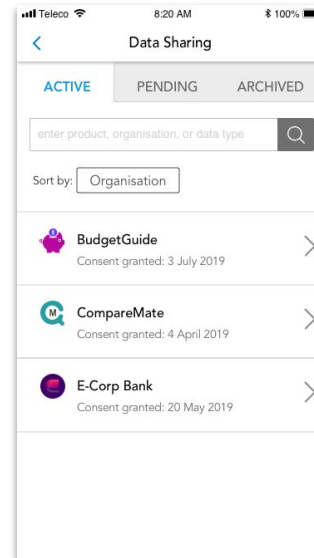 Teleco 8:20 AM 100%
Data Sharing
ACTIVE PENDING ARCHIVED
enter product, organisation, or data type
Sort by: Organisation
BudgetGuide
Consent granted: 3 July 2019
M
CompareMate
Consent granted: 4 April 2019
E-Corp Bank
Consent granted: 20 May 2019